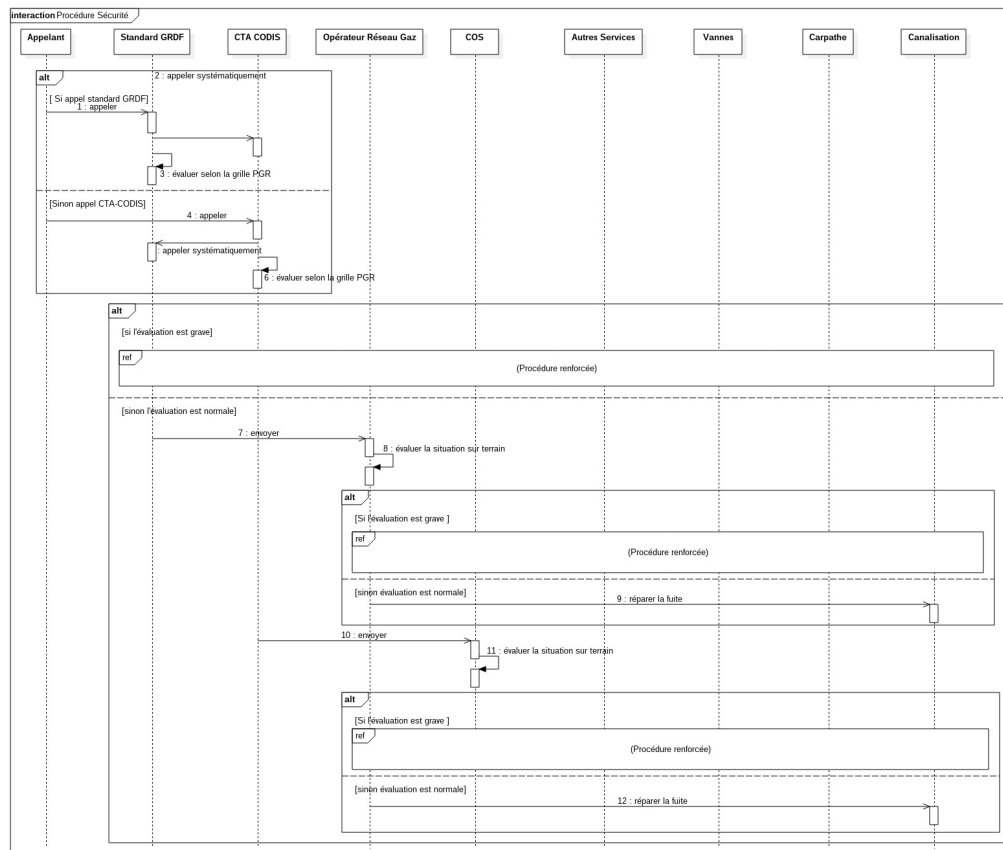 interaction Procédure Sécurité
Appelant
Standard GRDF
CTA CODIS
Opérateur Réseau Gaz
COS
Autres Services
Vannes
Carpathe
Canalisation
alt
2 : appeler systématiquement
[ Si appel standard GRDF]
1 : appeler
3 : évaluer selon la grille PGR
[Sinon appel CTA-CODIS]
4 : appeler
: appeler systématiquement
6 : évaluer selon la grille PGR
alt
[si l'évaluation est grave]
ref
(Procédure renforcée)
[sinon l'évaluation est normale]
7 : envoyer
8 : évaluer la situation sur terrain
alt
[Si l'évaluation est grave ]
ref
(Procédure renforcée)
[sinon évaluation est normale]
9 : réparer la fuite
10 : envoyer
11 : évaluer la situation sur terrain
alt
[Si l'évaluation est grave ]
ref
(Procédure renforcée)
[sinon évaluation est normale]
12 : réparer la fuite